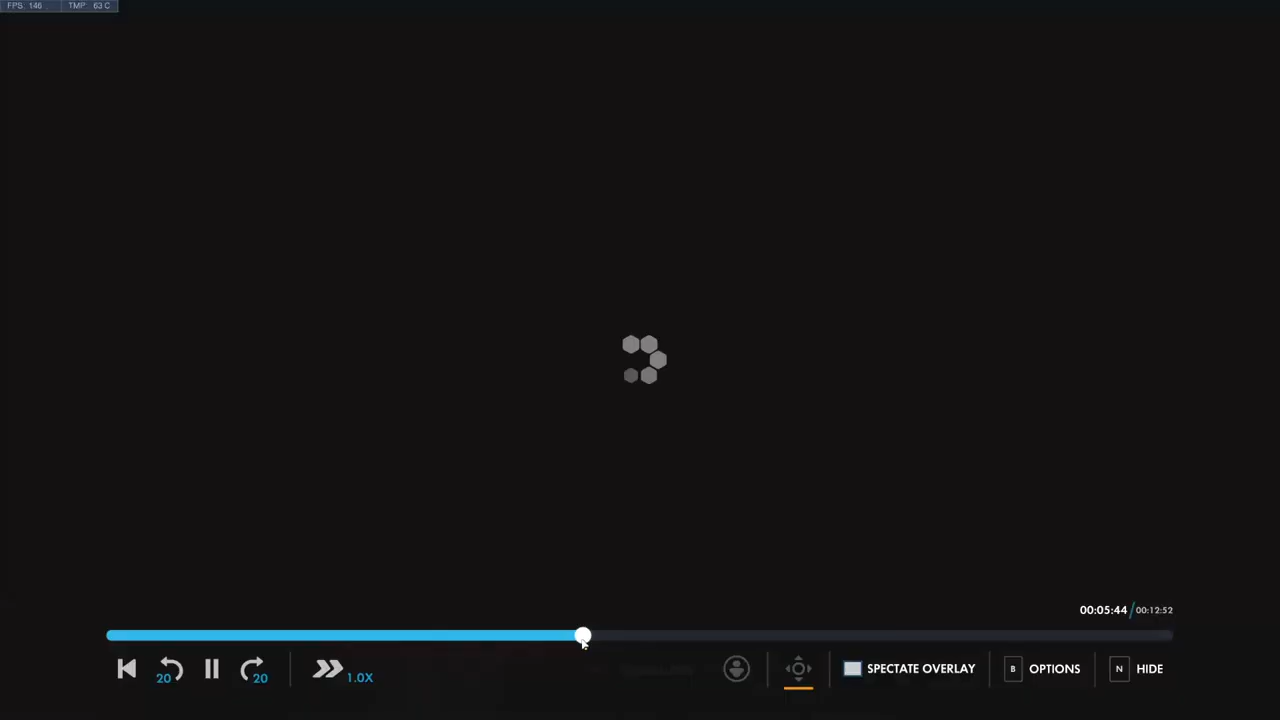 FPS: 146 TMP: 63 C
00:05:44/00:12:52
20 20 1.0X SPECTATE OVERLAY B OPTIONS N HIDE